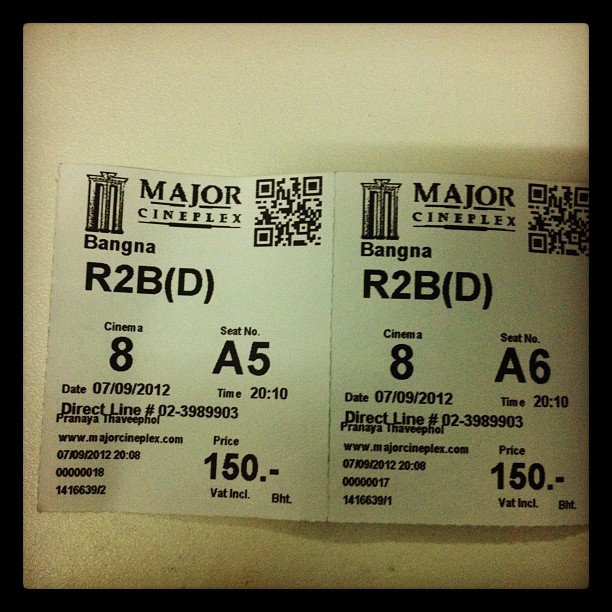 MAJOR
CINEPLEX
Bangna
R2B(D)
Cinema Seat No.
8 A5
Date 07/09/2012 Time 20:10
Direct Line # 02-3989903
Pranaya Thaveephol
www.majorcineplex.com Price
07/09/2012 20:08 150.-
00000018
1416639/2 Vat Incl. Bht.
MAJOR
CINEPLEX
Bangna
R2B(D)
Cinema Seat No.
8 A6
Date 07/09/2012 Time 20:10
Direct Line # 02-3989903
Pranaya Thaveephol
www.majorcineplex.com Price
07/09/2012 20:08 150.-
00000017
1416639/1 Vat Incl. Bht.